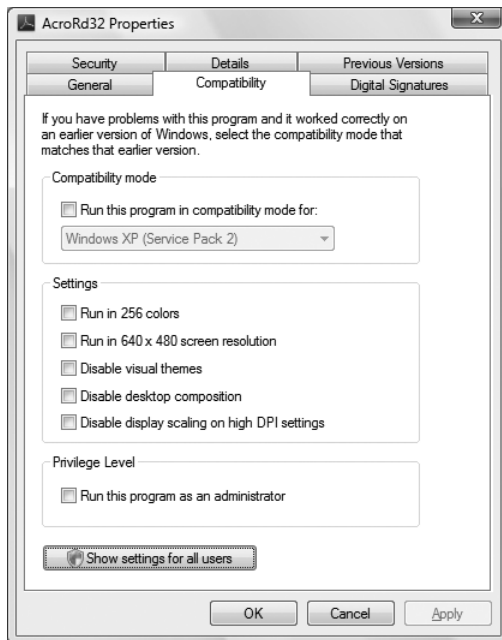 AcroRd32 Properties
Security Details Previous Versions
General Compatibility Digital Signatures
If you have problems with this program and it worked correctly on
an earlier version of Windows, select the compatibility mode that
matches that earlier version.
Compatibility mode
Run this program in compatibility mode for:
Windows XP (Service Pack 2)
Settings
Run in 256 colors
Run in 640 x 480 screen resolution
Disable visual themes
Disable desktop composition
Disable display scaling on high DPI settings
Privilege Level
Run this program as an administrator
Show settings for all users
OK Cancel Apply